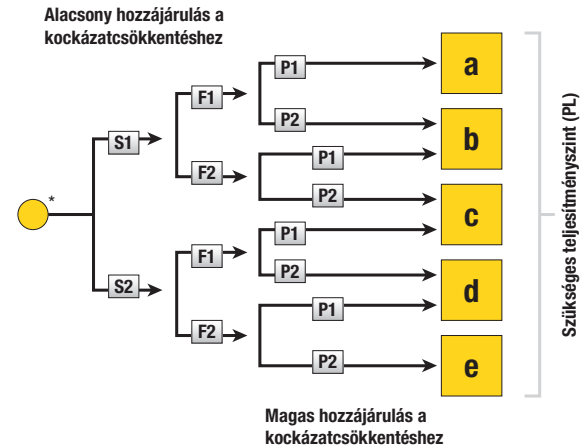 Alacsony hozzájárulás a
kockázatcsökkentéshez
P1
a
F1
P2
b
S1
P1
F2
P2
c
*
F1
P1
P2
d
S2
P1
F2
P2
e
Szükséges teljesítményszint (PL)
Magas hozzájárulás a
kockázatcsökkentéshez